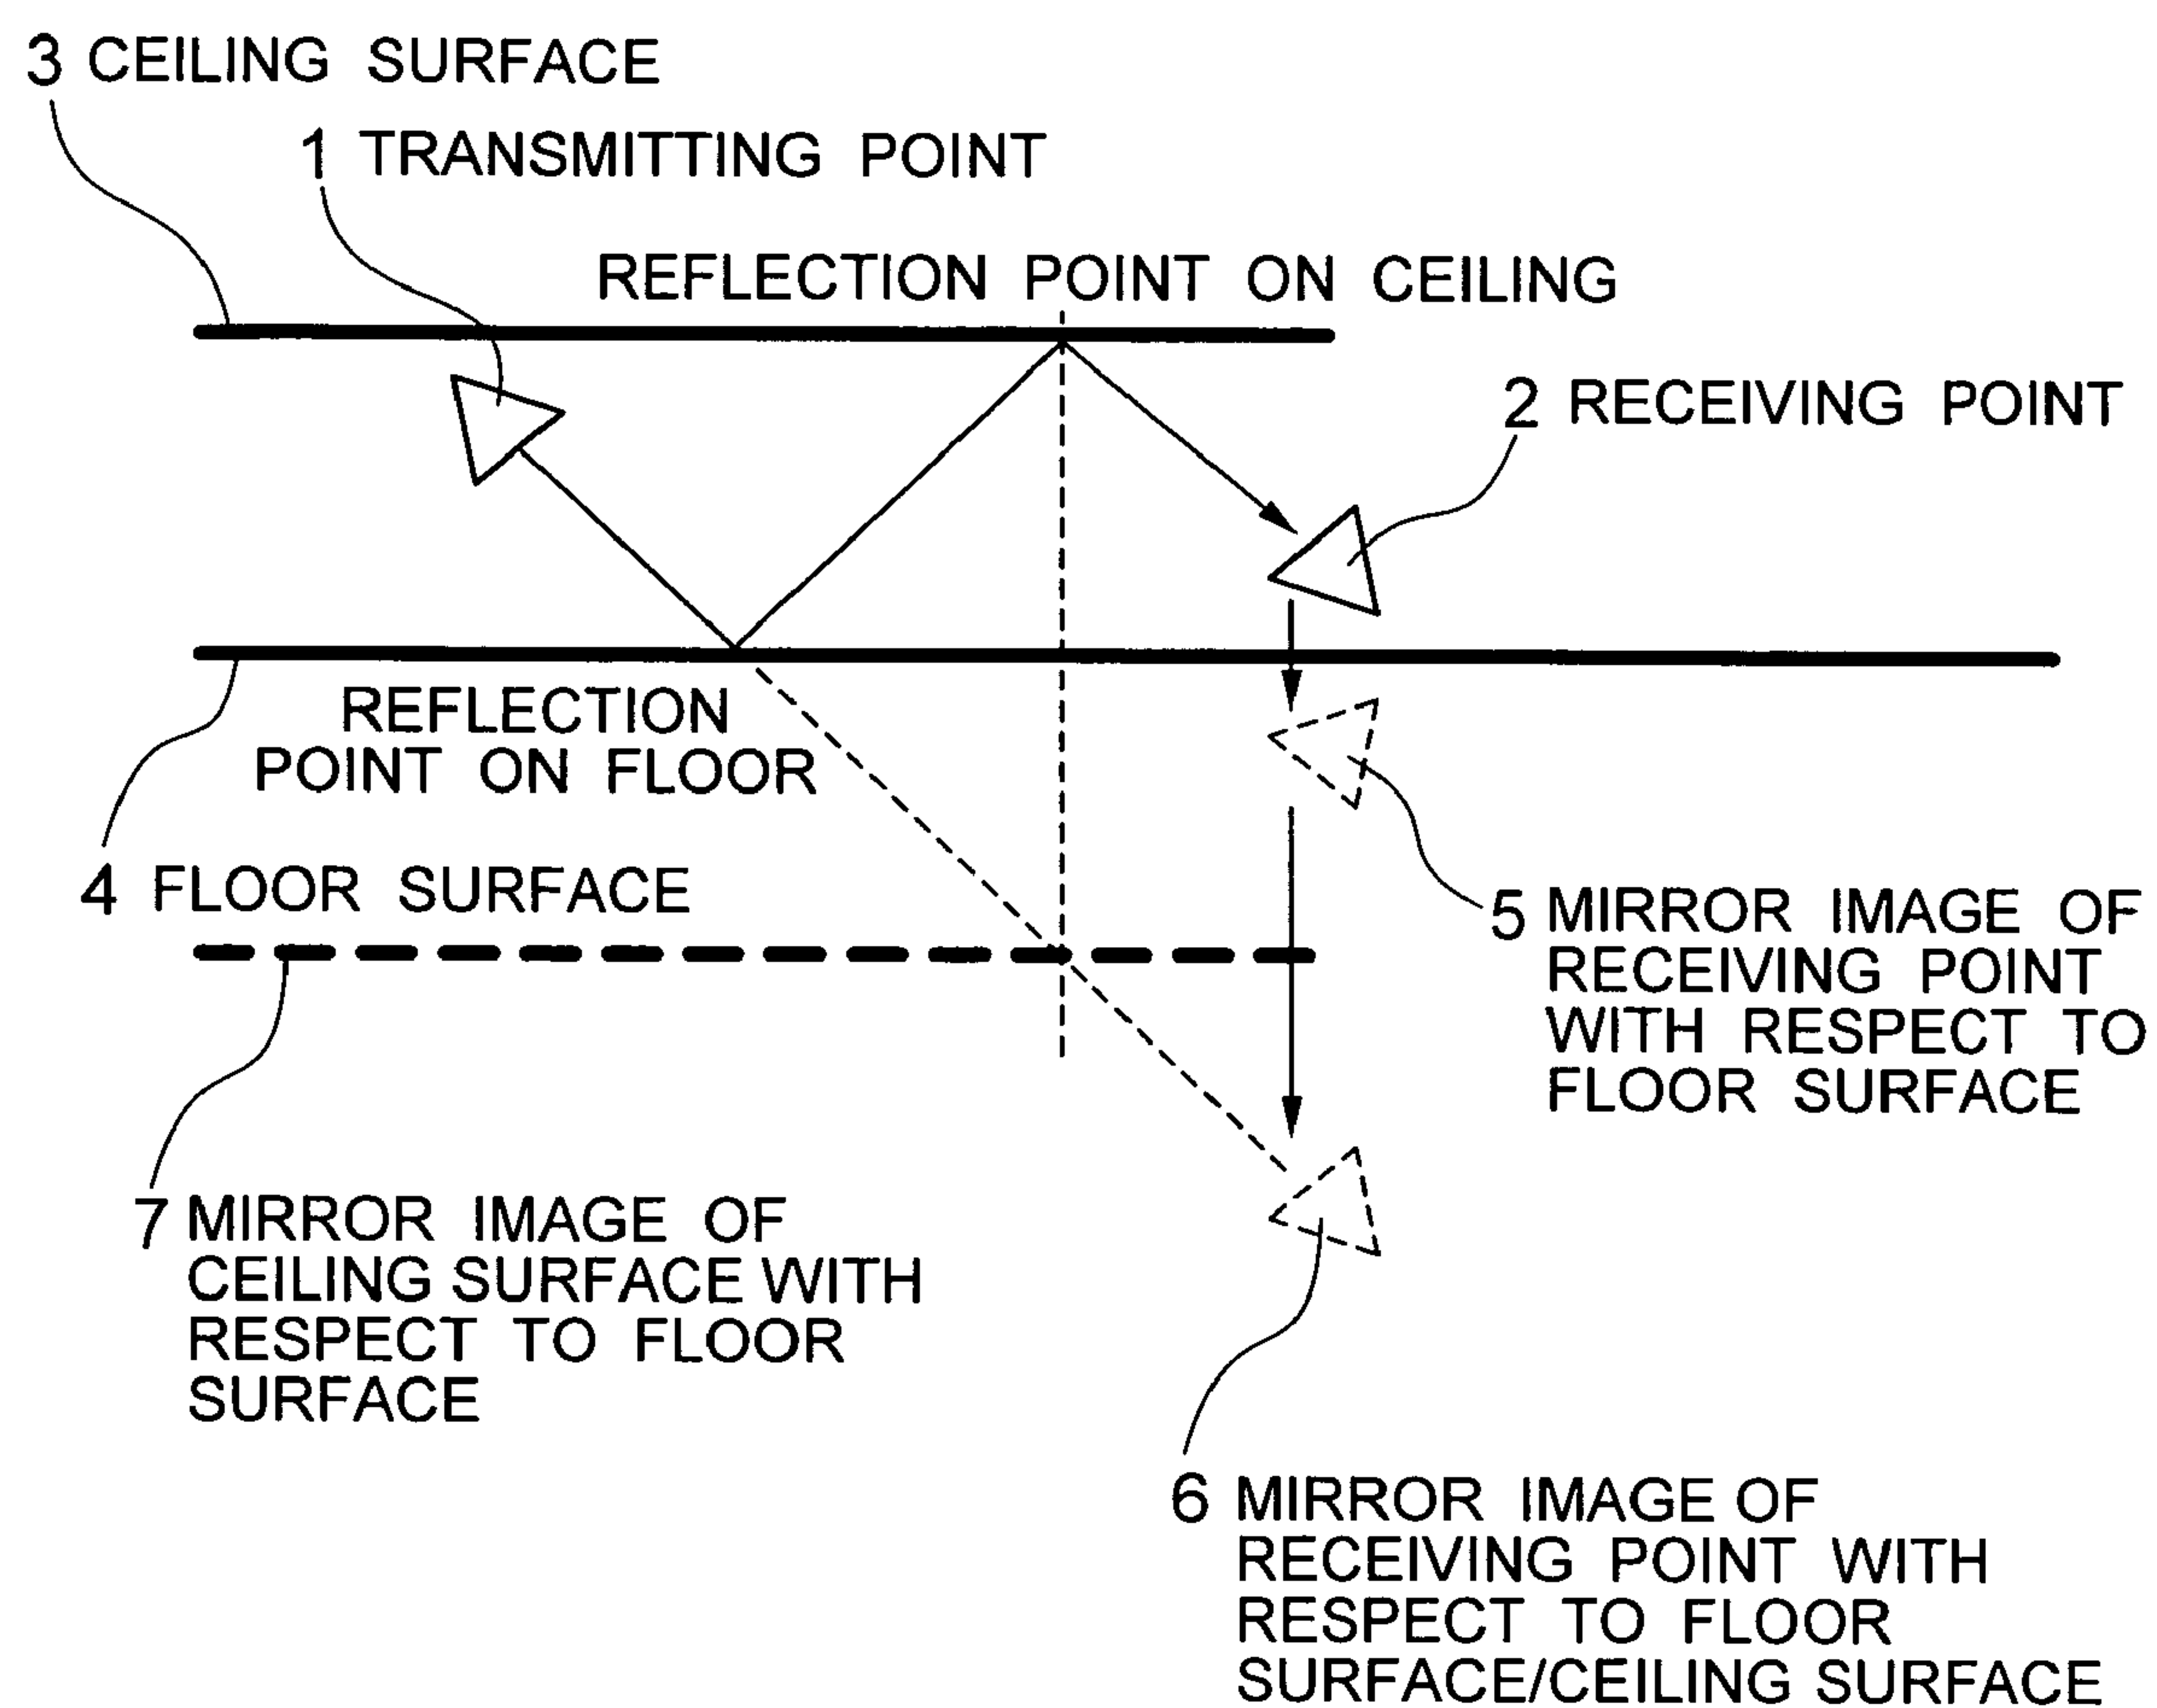 3 CEILING SURFACE
1 TRANSMITTING POINT
REFLECTION POINT ON CEILING
2 RECEIVING POINT
REFLECTION
POINT ON FLOOR
4 FLOOR SURFACE
5 MIRROR IMAGE OF
RECEIVING POINT
WITH RESPECT TO
FLOOR SURFACE
7 MIRROR IMAGE OF
CEILING SURFACE WITH
RESPECT TO FLOOR
SURFACE
6 MIRROR IMAGE OF
RECEIVING POINT WITH
RESPECT TO FLOOR
SURFACE/CEILING SURFACE